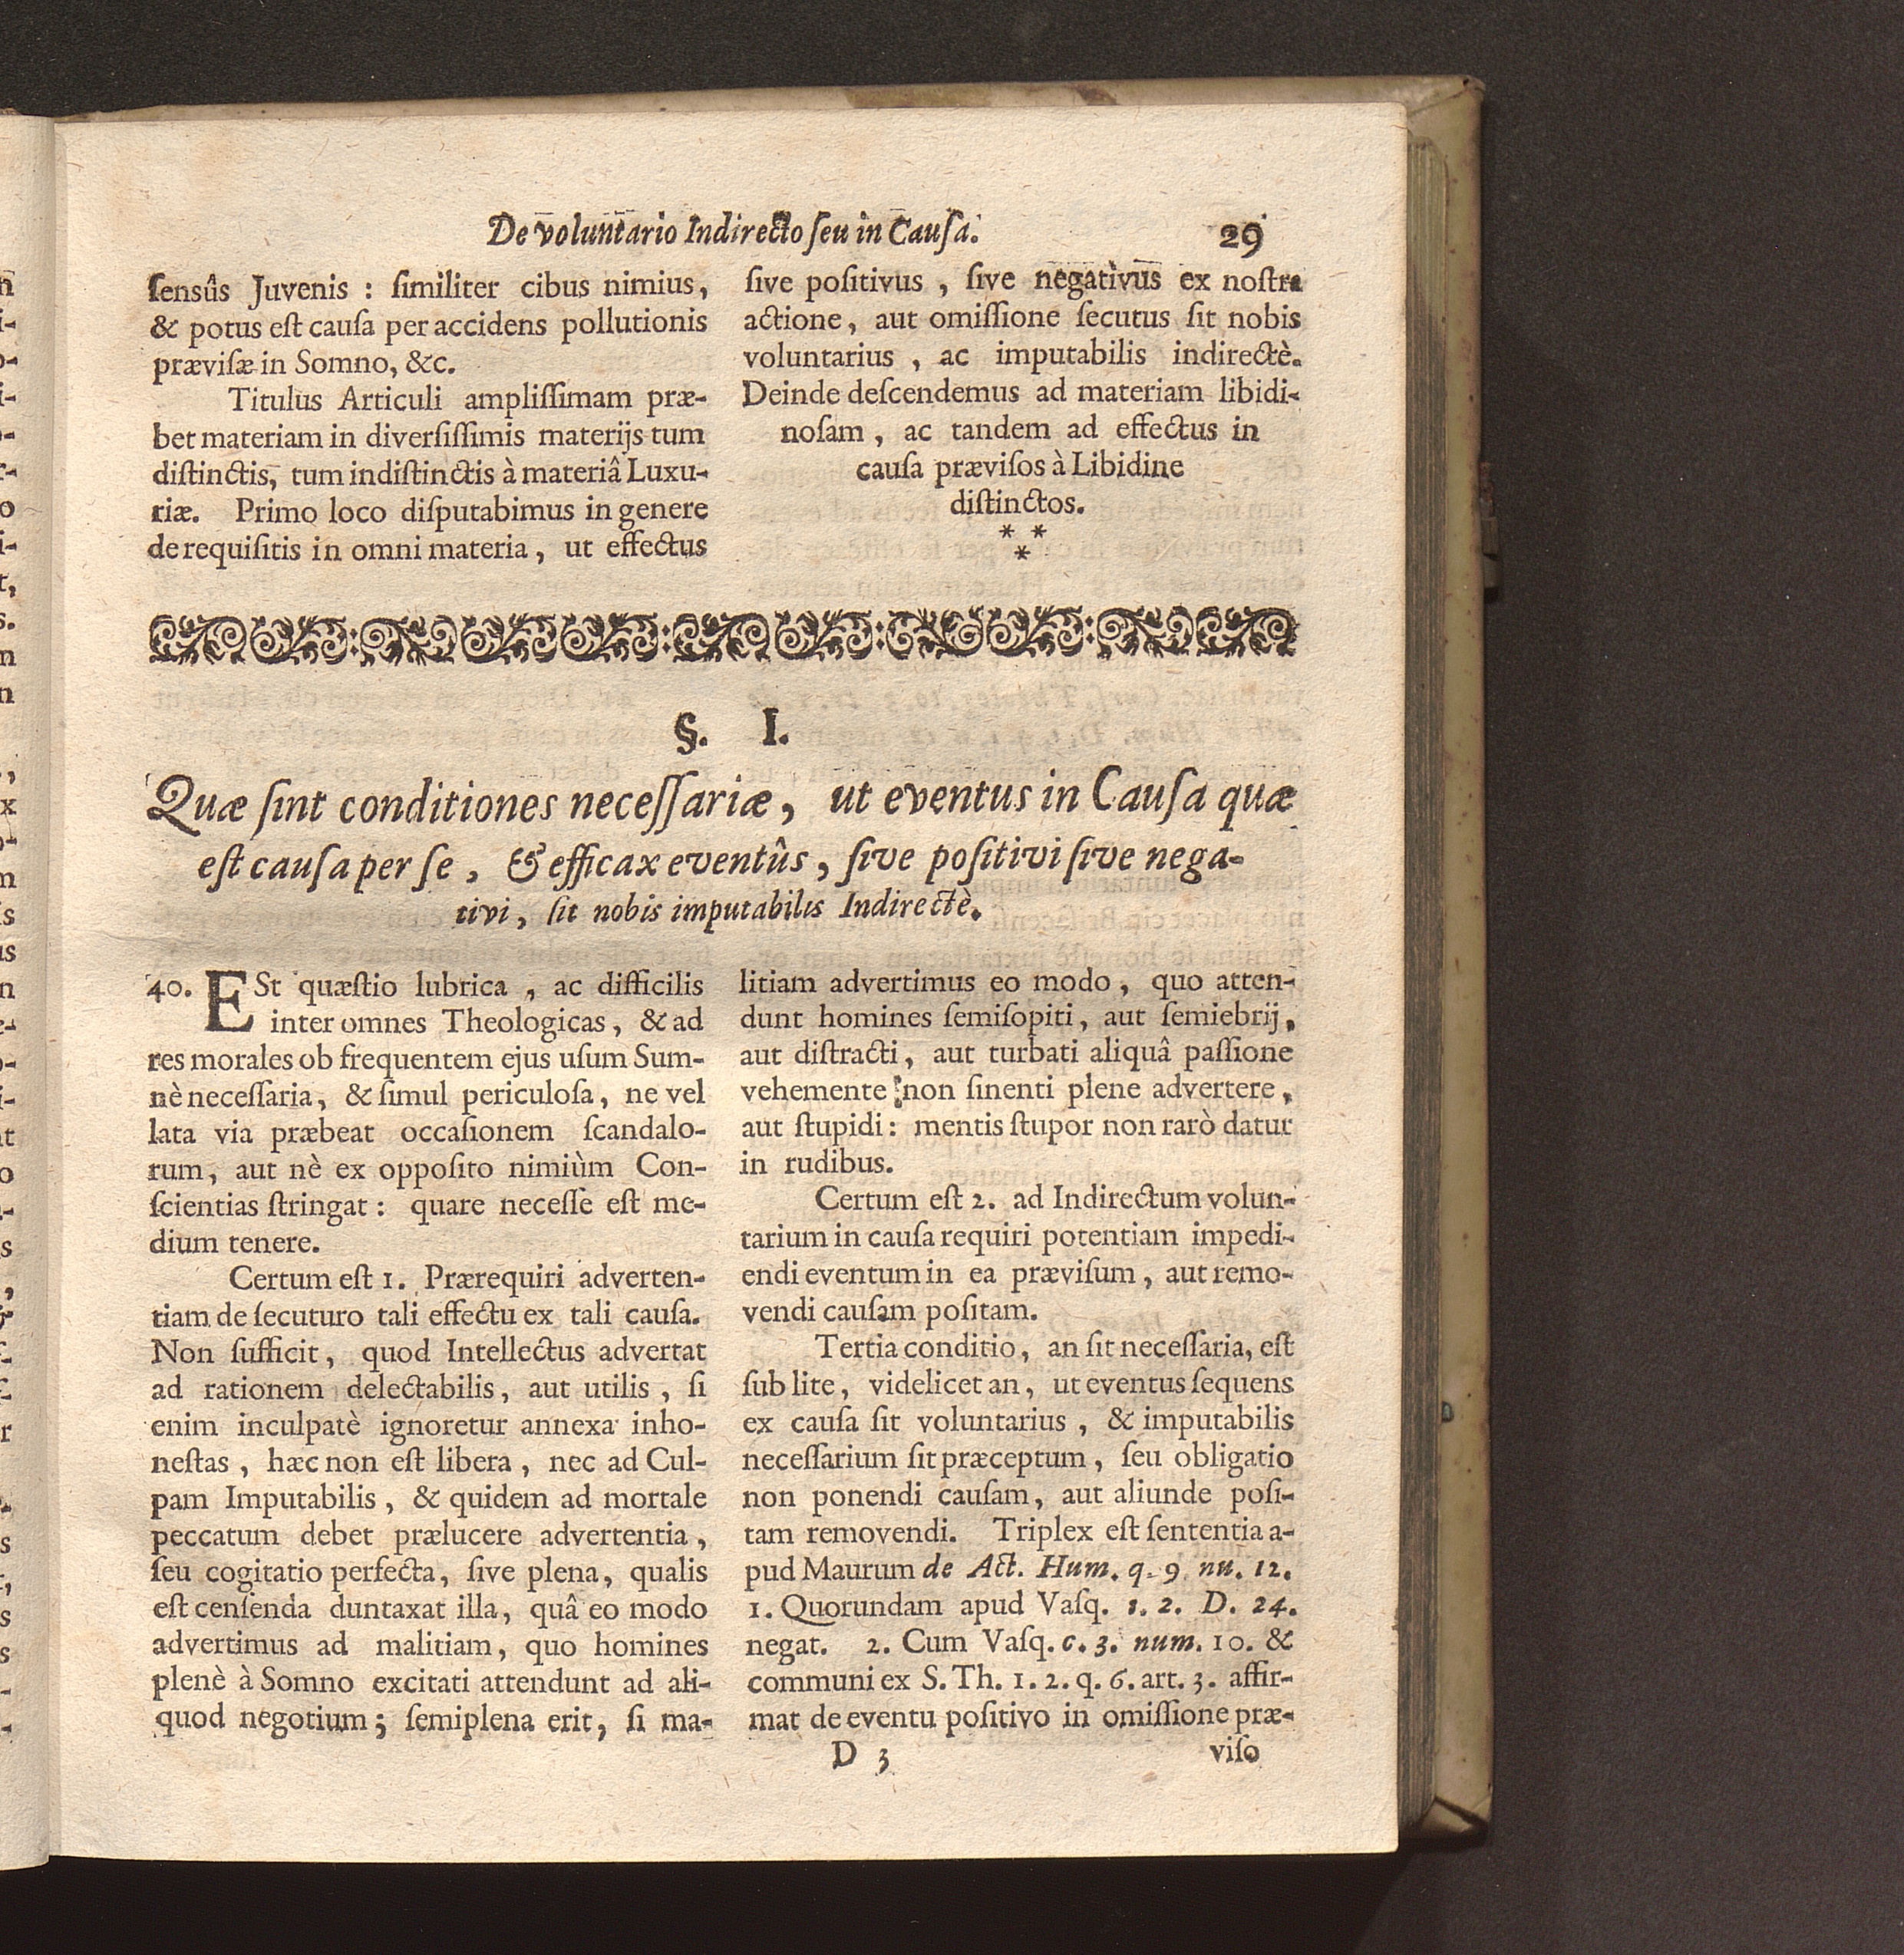 De voluntario Indirecto ſeu in Cauſa. 29
ſensûs Juvenis : ſimiliter cibus nimius,
& potus eſt cauſa per accidens pollutionis
præviſæ in Somno, &c.
Titulus Articuli ampliſſimam præ-
bet materiam in diverſiſſimis materijs tum
diſtinctis, tum indiſtinctis à materiâ Luxu-
riæ. Primo loco diſputabimus in genere
de requiſitis in omni materia, ut effectus
ſive poſitivus , ſive negativus ex noſtra
actione, aut omiſſione ſecutus ſit nobis
voluntarius , ac imputabilis indirectè.
Deinde deſcendemus ad materiam libidi-
noſam , ac tandem ad effectus in
cauſa præviſos à Libidine
diſtinctos.
* *
*
§. I.
Quæ ſint conditiones neceſſariæ, ut eventus in Cauſa quæ
eſt cauſa per ſe , & efficax eventûs, ſive poſitivi ſive nega-
tivi, ſit nobis imputabilis Indirectè.
40. ESt quæſtio lubrica , ac difficilis
inter omnes Theologicas, & ad
res morales ob frequentem ejus uſum Sum-
nè neceſſaria, & ſimul periculoſa, ne vel
lata via præbeat occaſionem ſcandalo-
rum, aut nè ex oppoſito nimiùm Con-
ſcientias ſtringat : quare neceſſe eſt me-
dium tenere.
Certum eſt 1. Prærequiri adverten-
tiam de ſecuturo tali effectu ex tali cauſa.
Non ſufficit, quod Intellectus advertat
ad rationem delectabilis, aut utilis , ſi
enim inculpatè ignoretur annexa inho-
neſtas , hæc non eſt libera , nec ad Cul-
pam Imputabilis , & quidem ad mortale
peccatum debet prælucere advertentia ,
ſeu cogitatio perfecta, ſive plena, qualis
eſt cenſenda duntaxat illa, quâ eo modo
advertimus ad malitiam, quo homines
plenè à Somno excitati attendunt ad ali-
quod negotium ; ſemiplena erit, ſi ma-
litiam advertimus eo modo , quo atten-
dunt homines ſemiſopiti, aut ſemiebrij,
aut diſtracti, aut turbati aliquâ paſſione
vehemente non ſinenti plene advertere ,
aut ſtupidi : mentis ſtupor non rarò datur
in rudibus.
Certum eſt 2. ad Indirectum volun-
tarium in cauſa requiri potentiam impedi-
endi eventum in ea præviſum , aut remo-
vendi cauſam poſitam.
Tertia conditio, an ſit neceſſaria, eſt
ſub lite, videlicet an, ut eventus ſequens
ex cauſa ſit voluntarius , & imputabilis
neceſſarium ſit præceptum , ſeu obligatio
non ponendi cauſam, aut aliunde poſi-
tam removendi. Triplex eſt ſententia a-
pud Maurum de Act. Hum. q. 9 nu. 12.
1. Quorundam apud Vaſq. 1. 2. D. 24.
negat. 2. Cum Vaſq. c. 3. num. 10. &
communi ex S. Th. 1. 2. q. 6. art. 3. affir-
mat de eventu poſitivo in omiſſione præ-
D 3 viſo